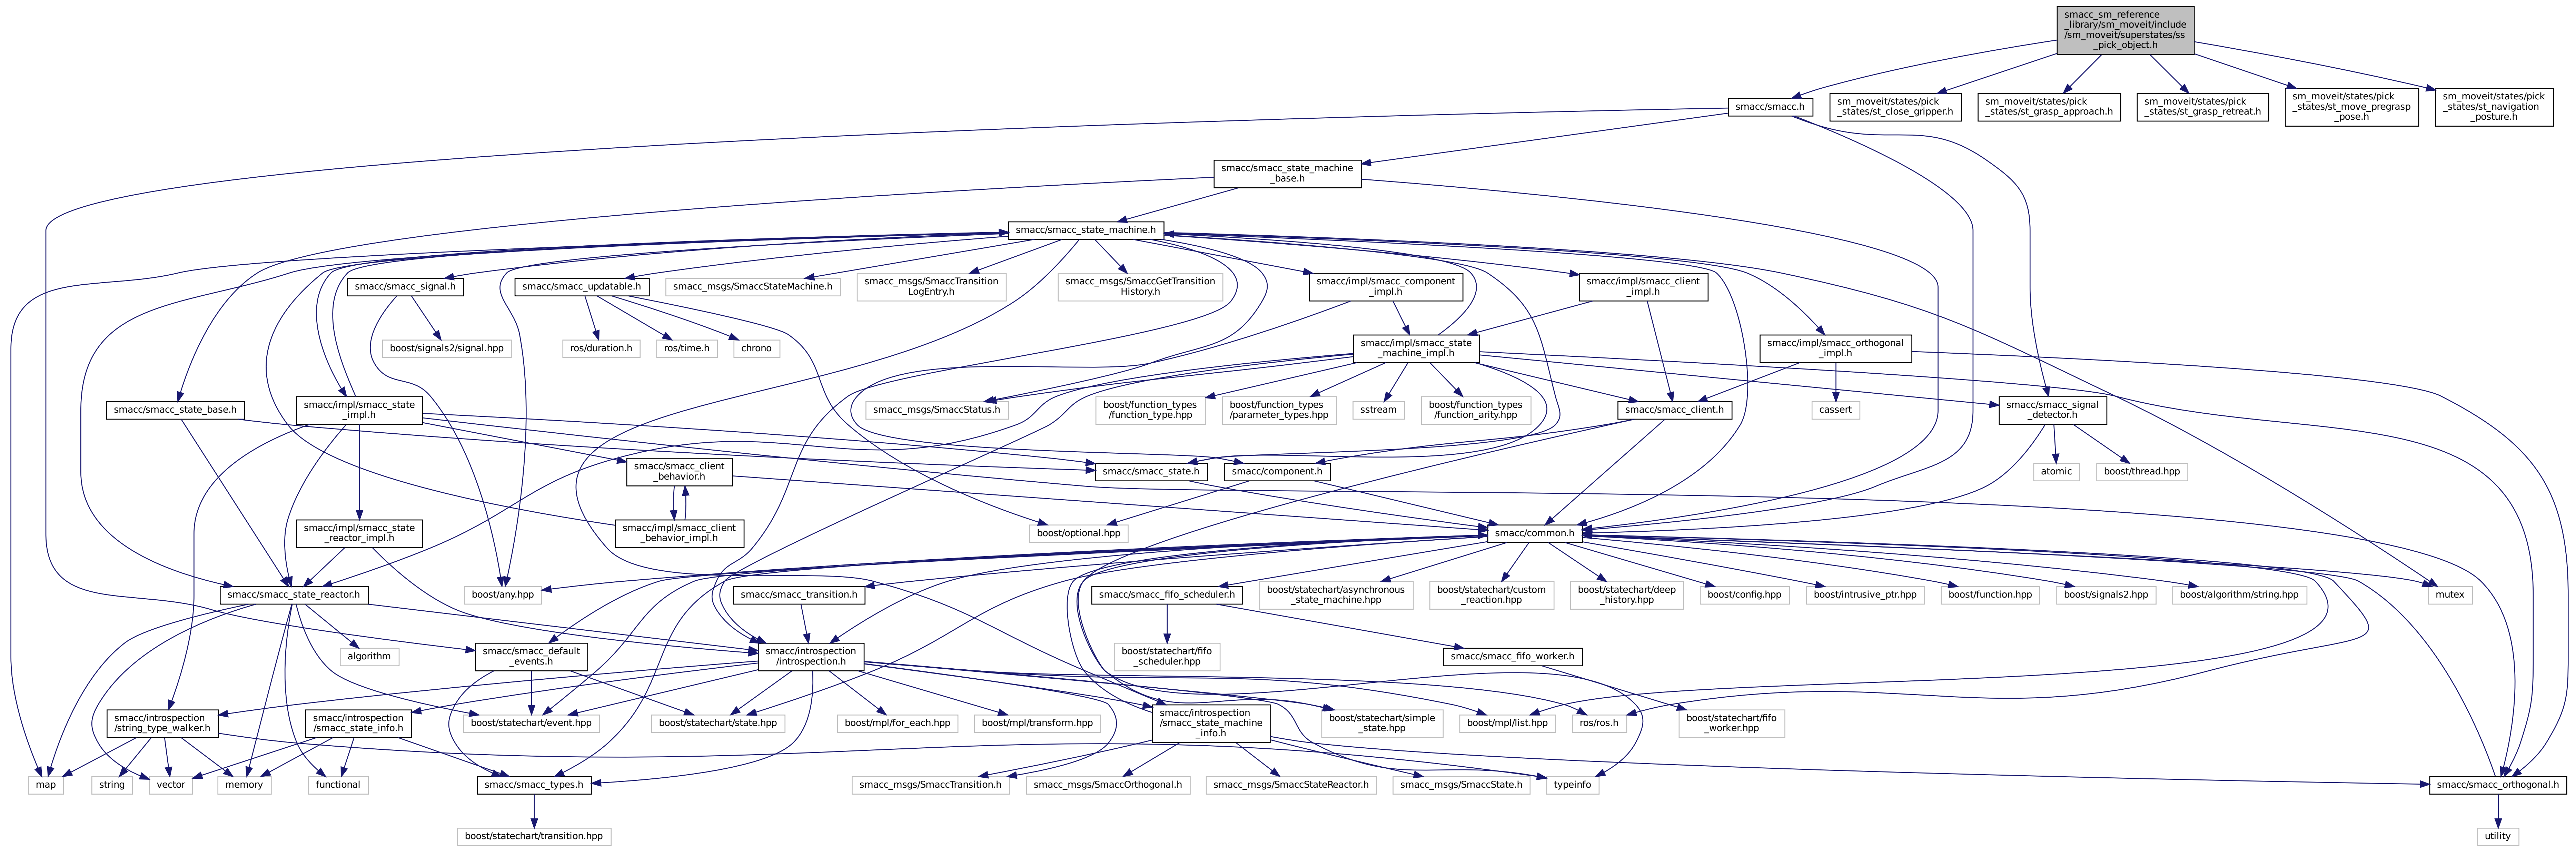 smacc_sm_reference
_library/sm_moveit/include
/sm_moveit/superstates/ss
_pick_object.h
smacc/smacc.h
sm_moveit/states/pick
_states/st_close_gripper.h
sm_moveit/states/pick
_states/st_grasp_approach.h
sm_moveit/states/pick
_states/st_grasp_retreat.h
sm_moveit/states/pick
_states/st_move_pregrasp
_pose.h
sm_moveit/states/pick
_states/st_navigation
_posture.h
smacc/smacc_state_machine
_base.h
smacc/smacc_state_machine.h
smacc/smacc_signal.h
smacc/smacc_updatable.h
smacc_msgs/SmaccStateMachine.h
smacc_msgs/SmaccTransition
LogEntry.h
smacc_msgs/SmaccGetTransition
History.h
smacc/impl/smacc_component
_impl.h
smacc/impl/smacc_client
_impl.h
boost/signals2/signal.hpp
ros/duration.h
ros/time.h
chrono
smacc/impl/smacc_state
_machine_impl.h
smacc/impl/smacc_orthogonal
_impl.h
smacc/smacc_state_base.h
smacc/impl/smacc_state
_impl.h
smacc_msgs/SmaccStatus.h
boost/function_types
/function_type.hpp
boost/function_types
/parameter_types.hpp
sstream
boost/function_types
/function_arity.hpp
smacc/smacc_client.h
cassert
smacc/smacc_signal
_detector.h
smacc/smacc_client
_behavior.h
smacc/smacc_state.h
smacc/component.h
atomic
boost/thread.hpp
smacc/impl/smacc_state
_reactor_impl.h
smacc/impl/smacc_client
_behavior_impl.h
boost/optional.hpp
smacc/common.h
smacc/smacc_state_reactor.h
boost/any.hpp
smacc/smacc_transition.h
smacc/smacc_fifo_scheduler.h
boost/statechart/asynchronous
_state_machine.hpp
boost/statechart/custom
_reaction.hpp
boost/statechart/deep
_history.hpp
boost/config.hpp
boost/intrusive_ptr.hpp
boost/function.hpp
boost/signals2.hpp
boost/algorithm/string.hpp
mutex
algorithm
smacc/smacc_default
_events.h
smacc/introspection
/introspection.h
boost/statechart/fifo
_scheduler.hpp
smacc/smacc_fifo_worker.h
smacc/introspection
/string_type_walker.h
smacc/introspection
/smacc_state_info.h
boost/statechart/event.hpp
boost/statechart/state.hpp
boost/mpl/for_each.hpp
boost/mpl/transform.hpp
smacc/introspection
/smacc_state_machine
_info.h
boost/statechart/simple
_state.hpp
boost/mpl/list.hpp
ros/ros.h
boost/statechart/fifo
_worker.hpp
map
string
vector
memory
functional
smacc/smacc_types.h
smacc_msgs/SmaccTransition.h
smacc_msgs/SmaccOrthogonal.h
smacc_msgs/SmaccStateReactor.h
smacc_msgs/SmaccState.h
typeinfo
smacc/smacc_orthogonal.h
boost/statechart/transition.hpp
utility